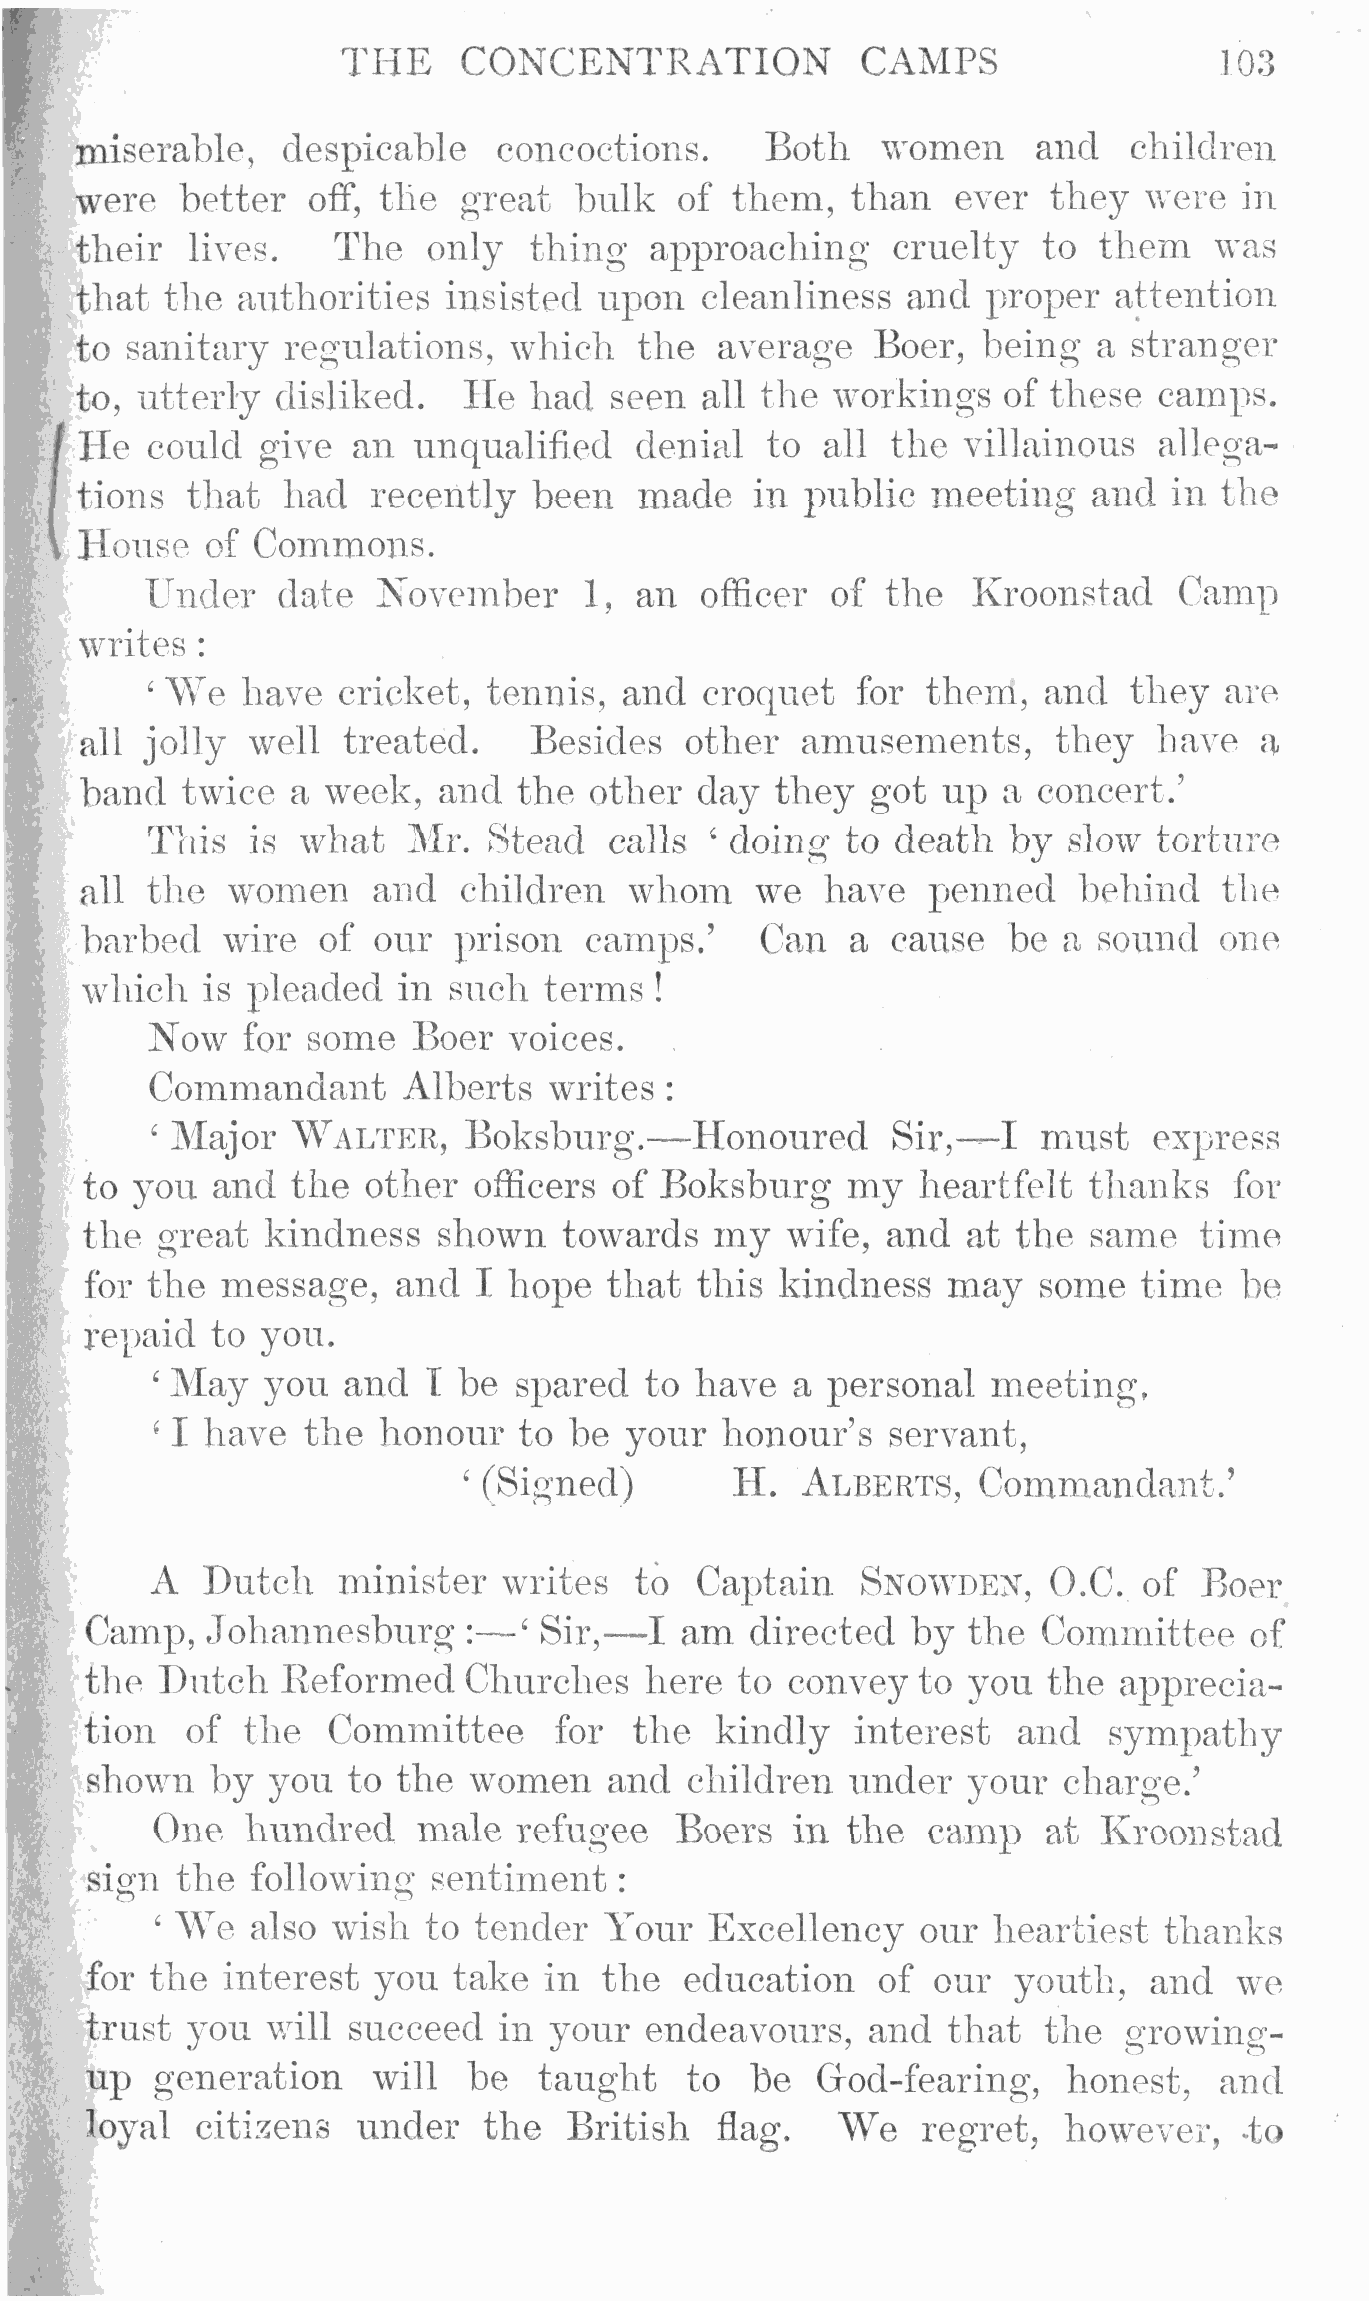 THE CONCENTRATION CAMPS 103
miserable, despicable concoctions. Both women and children
were better off, the great bulk of them, than ever they were in
their lives. The only thing approaching cruelty to them was
that the authorities insisted upon cleanliness and proper attention
to sanitary regulations, which the average Boer, being a stranger
to, utterly disliked. He had seen all the workings of these camps.
He could give an unqualified denial to all the villainous allega-
tions that had recently been made in public meeting and in the
House of Commons.
Under date November 1, an officer of the Kroonstad Camp
writes :
‘ We have cricket, tennis, and croquet for them, and they are
all jolly well treated. Besides other amusements, they have a
band twice a week, and the other day they got up a concert.’
This is what Mr. Stead calls ‘ doing to death by slow torture
all the women and children whom we have penned behind the
barbed wire of our prison camps.’ Can a cause be a sound one
which is pleaded in such terms !
Now for some Boer voices.
Commandant Alberts writes :
‘ Major WALTER, Boksburg.—Honoured Sir,—I must express
to you and the other officers of Boksburg my heartfelt thanks for
the great kindness shown towards my wife, and at the same time
for the message, and I hope that this kindness may some time be
repaid to you.
‘ May you and I be spared to have a personal meeting,
‘ I have the honour to be your honour’s servant,
‘ (Signed) H. ALBERTS, Commandant.’
A Dutch minister writes to Captain SNOWDEN, O.C. of Boer
Camp, Johannesburg :—‘ Sir,—I am directed by the Committee of
the Dutch Reformed Churches here to convey to you the apprecia-
tion of the Committee for the kindly interest and sympathy
shown by you to the women and children under your charge.’
One hundred male refugee Boers in the camp at Kroonstad
sign the following sentiment :
‘ We also wish to tender Your Excellency our heartiest thanks
for the interest you take in the education of our youth, and we
trust you will succeed in your endeavours, and that the growing-
up generation will be taught to be God-fearing, honest, and
loyal citizens under the British flag. We regret, however, to